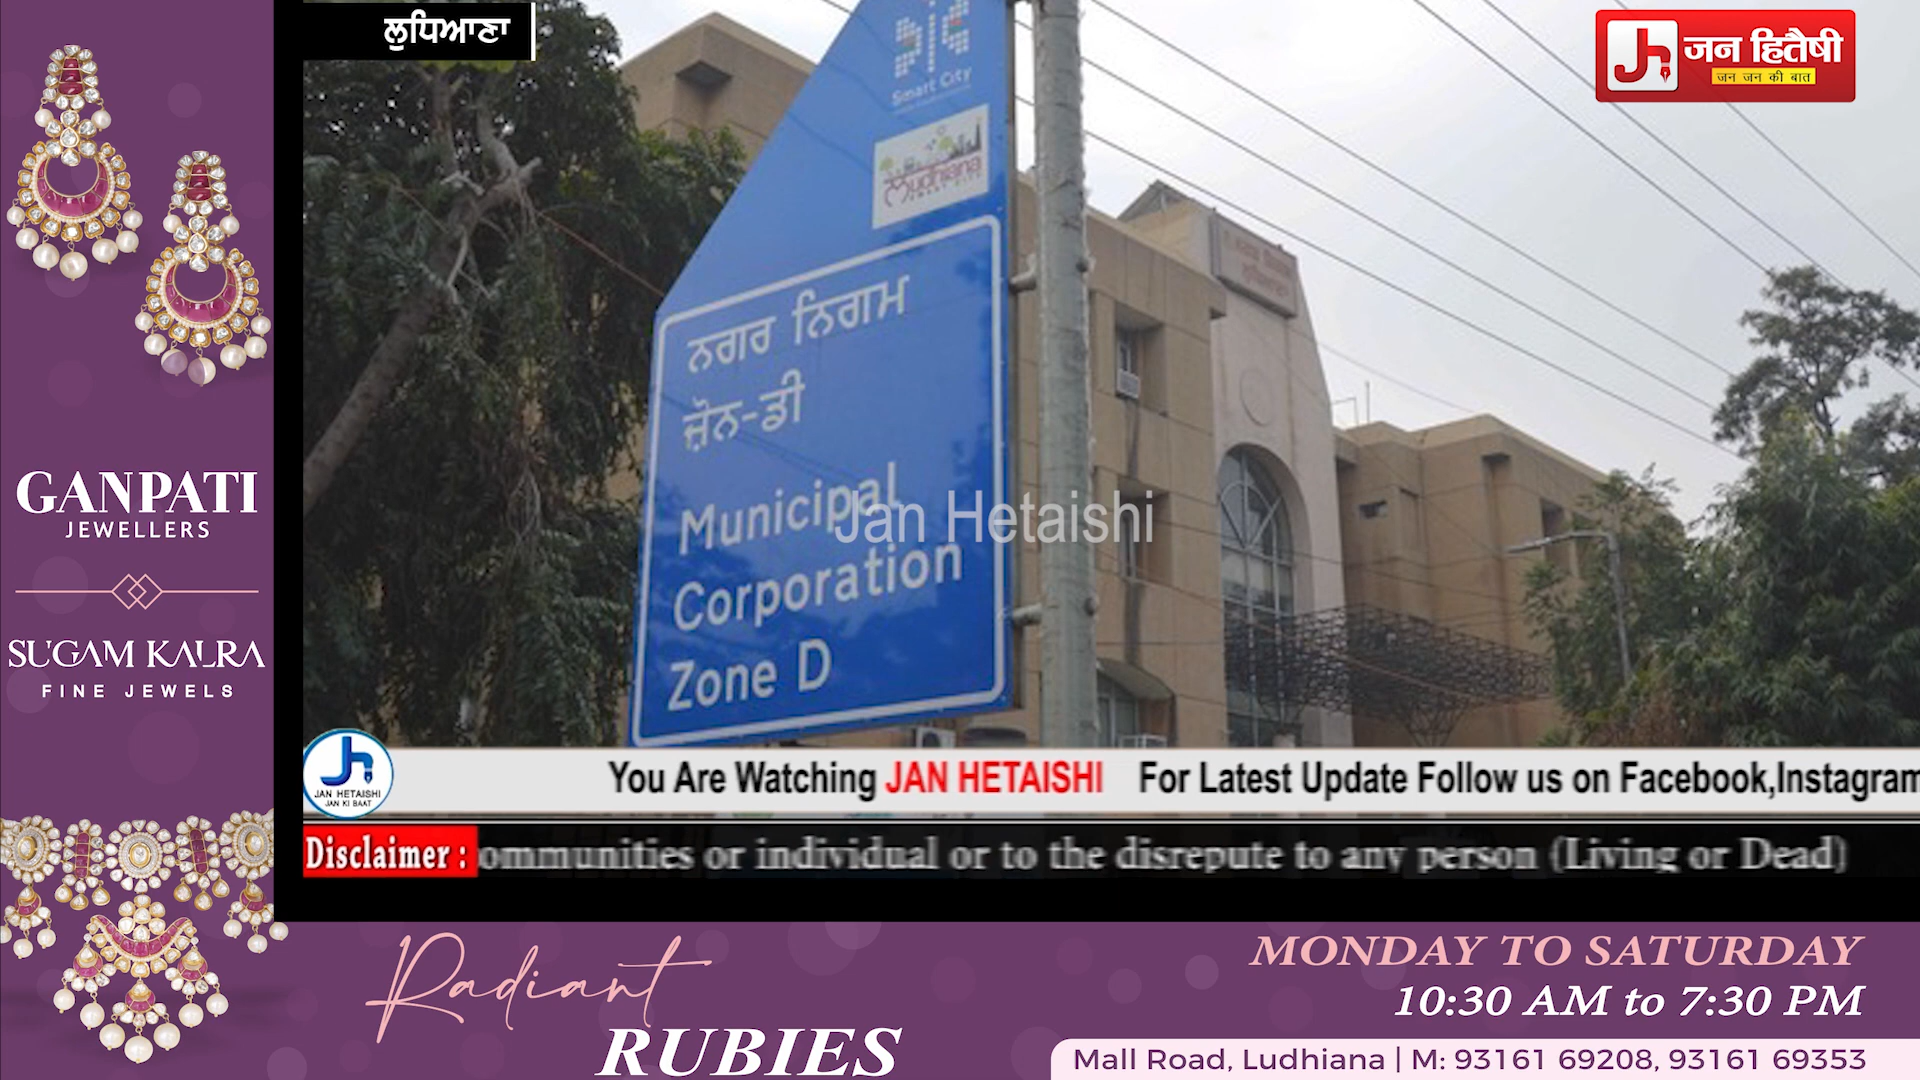 ਲੁਧਿਆਣਾ
जन हितैषी
जन जन की बात
Smart City
Ludhiana
ਨਗਰ ਨਿਗਮ
ਜ਼ੋਨ-ਡੀ
Municipal
Corporation
Zone D
Jan Hetaishi
GANPATI
JEWELLERS
SUGAM KALRA
FINE JEWELS
JAN HETAISHI
JAN KI BAAT
You Are Watching JAN HETAISHI For Latest Update Follow us on Facebook,Instagram
Disclaimer : ommunities or individual or to the disrepute to any person (Living or Dead)
Radiant
RUBIES
MONDAY TO SATURDAY
10:30 AM to 7:30 PM
Mall Road, Ludhiana | M: 93161 69208, 93161 69353